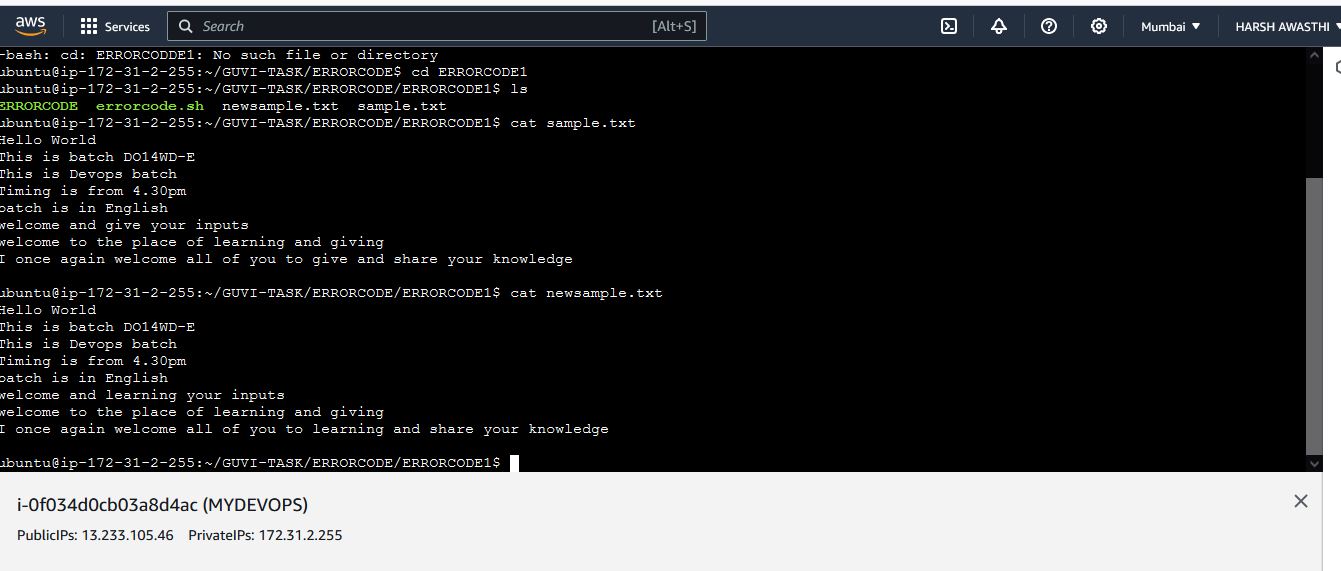 aws
Services
Search
[Alt+S]
Mumbai
HARSH AWASTHI
-bash: cd: ERRORCODDE1: No such file or directory
ubuntu@ip-172-31-2-255:~/GUVI-TASK/ERRORCODE$ cd ERRORCODE1
ubuntu@ip-172-31-2-255:~/GUVI-TASK/ERRORCODE/ERRORCODE1$ ls
ERRORCODE errorcode.sh newsample.txt sample.txt
ubuntu@ip-172-31-2-255:~/GUVI-TASK/ERRORCODE/ERRORCODE1$ cat sample.txt
Hello World
This is batch DO14WD-E
This is Devops batch
Timing is from 4.30pm
batch is in English
welcome and give your inputs
welcome to the place of learning and giving
I once again welcome all of you to give and share your knowledge
ubuntu@ip-172-31-2-255:~/GUVI-TASK/ERRORCODE/ERRORCODE1$ cat newsample.txt
Hello World
This is batch DO14WD-E
This is Devops batch
Timing is from 4.30pm
batch is in English
welcome and learning your inputs
welcome to the place of learning and giving
I once again welcome all of you to learning and share your knowledge
ubuntu@ip-172-31-2-255:~/GUVI-TASK/ERRORCODE/ERRORCODE1$
i-0f034d0cb03a8d4ac (MYDEVOPS)
PublicIPs: 13.233.105.46 PrivateIPs: 172.31.2.255